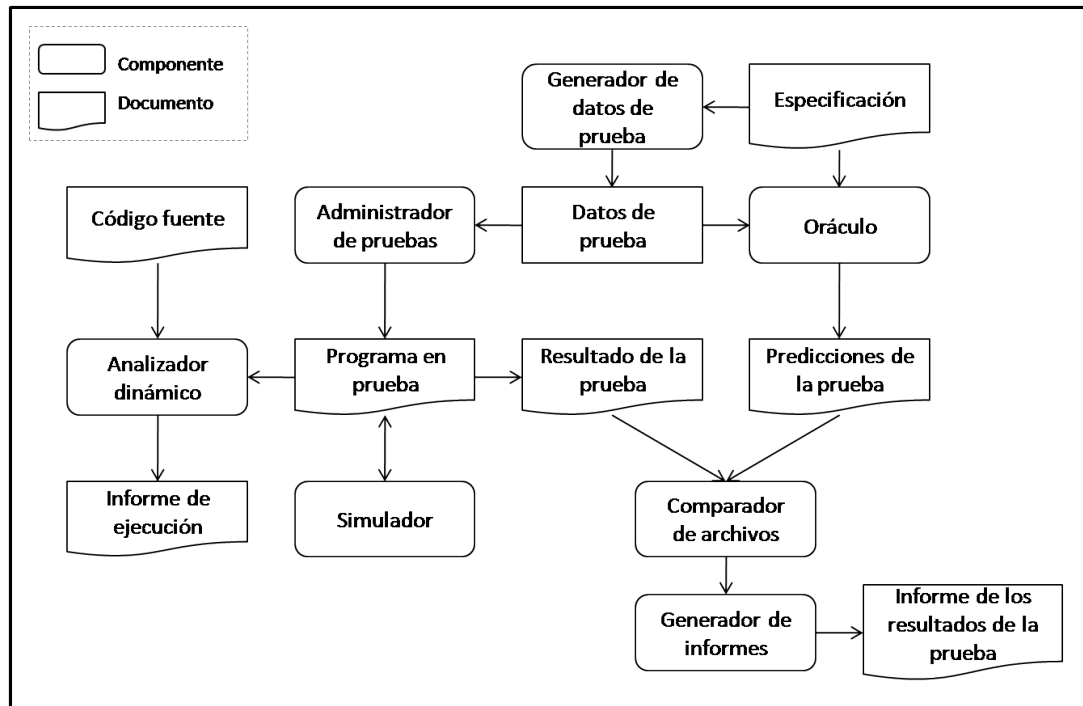 Componente
Documento
Generador de
datos de
prueba
Especificación
Código fuente
Administrador
de pruebas
Datos de
prueba
Oráculo
Analizador
dinámico
Programa en
prueba
Resultado de la
prueba
Predicciones de
la prueba
Informe de
ejecución
Simulador
Comparador
de archivos
Generador de
informes
Informe de los
resultados de la
prueba